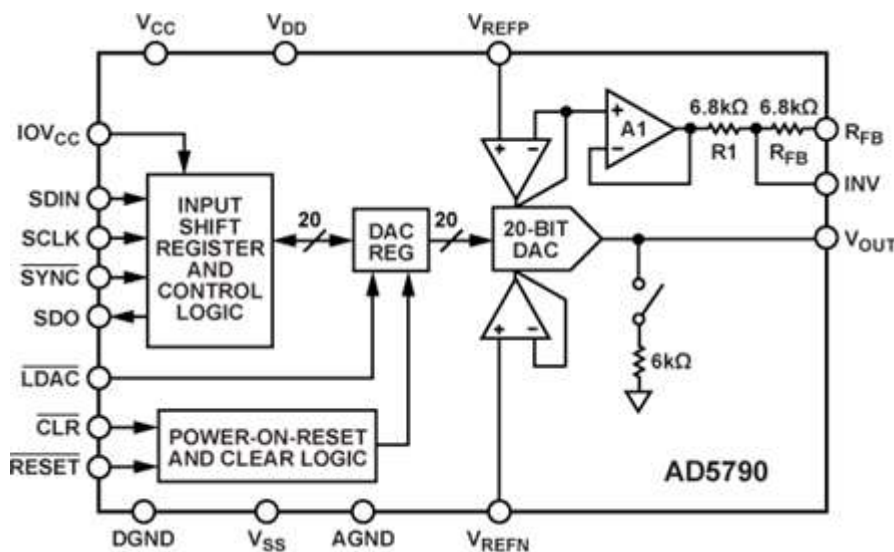 VCC
VDD
VREFP
IOVCC
SDIN
SCLK
SYNC
SDO
LDAC
CLR
RESET
INPUT
SHIFT
REGISTER
AND
CONTROL
LOGIC
20
DAC
REG
20
20-BIT
DAC
+
−
A1
+
−
6.8kΩ
6.8kΩ
R1
RFB
RFB
INV
VOUT
+
−
6kΩ
POWER-ON-RESET
AND CLEAR LOGIC
AD5790
DGND
VSS
AGND
VREFN